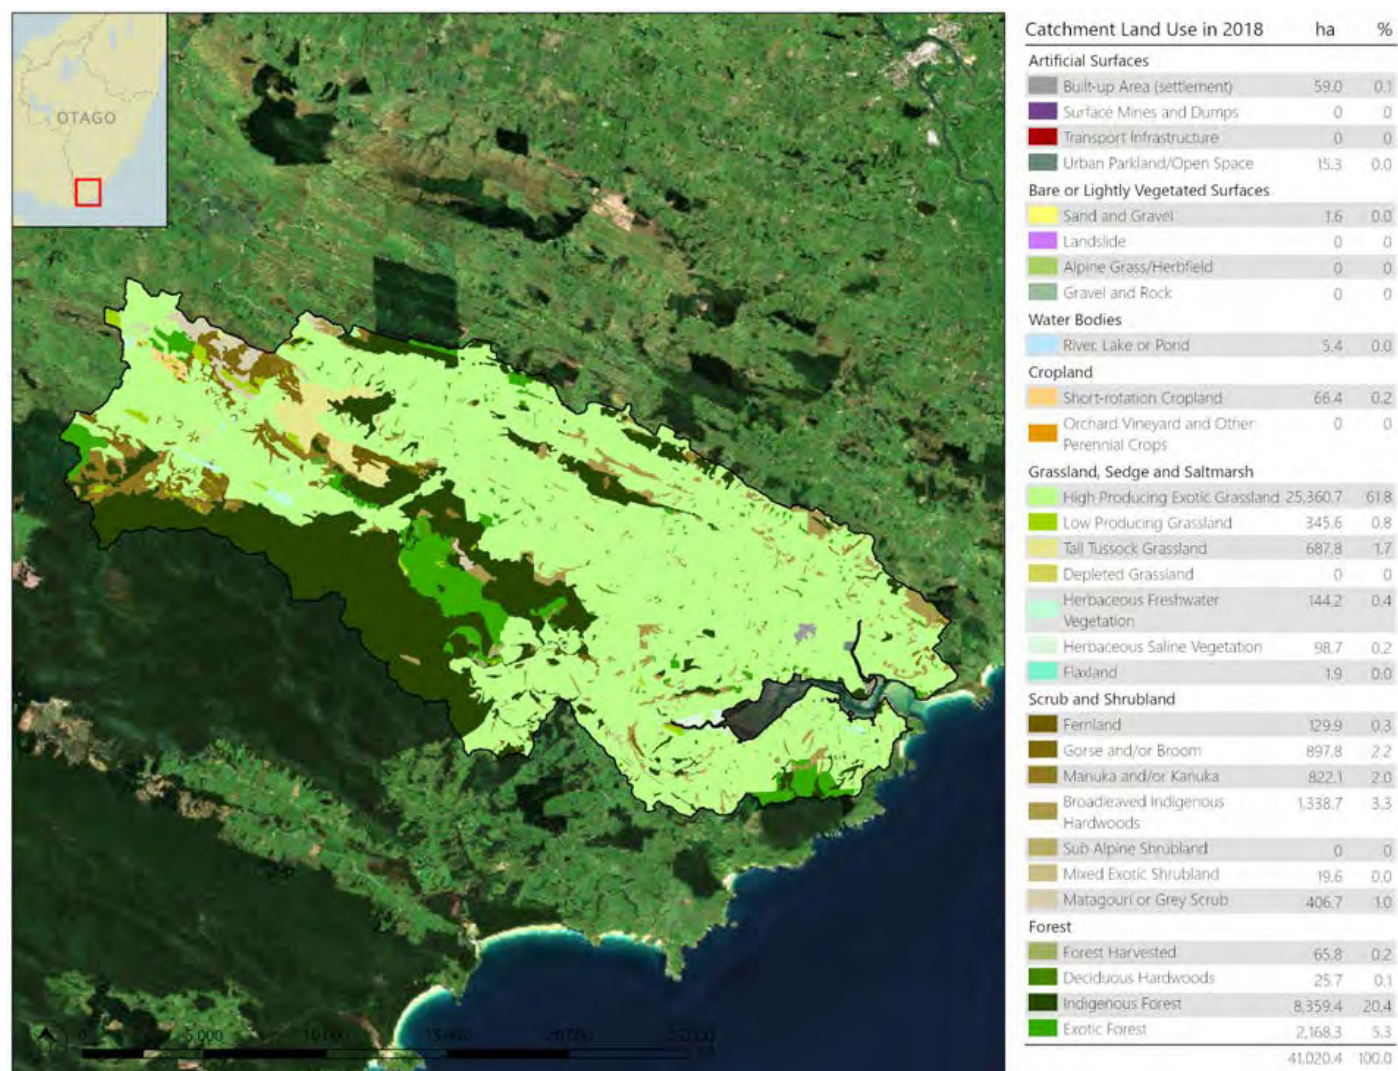 OTAGO
Catchment Land Use in 2018 ha %
Artificial Surfaces
Built-up Area (settlement) 59.0 0.1
Surface Mines and Dumps 0 0
Transport Infrastructure 0 0
Urban Parkland/Open Space 15.3 0.0
Bare or Lightly Vegetated Surfaces
Sand and Gravel 1.6 0.0
Landslide 0 0
Alpine Grass/Herbfield 0 0
Gravel and Rock 0 0
Water Bodies
River, Lake or Pond 5.4 0.0
Cropland
Short-rotation Cropland 66.4 0.2
Orchard Vineyard and Other 0 0
Perennial Crops
Grassland, Sedge and Saltmarsh
High Producing Exotic Grassland 25,360.7 61.8
Low Producing Grassland 345.6 0.8
Tall Tussock Grassland 687.8 1.7
Depleted Grassland 0 0
Herbaceous Freshwater 144.2 0.4
Vegetation
Herbaceous Saline Vegetation 98.7 0.2
Flaxland 1.9 0.0
Scrub and Shrubland
Fernland 129.9 0.3
Gorse and/or Broom 897.8 2.2
Manuka and/or Kanuka 822.1 2.0
Broadleaved Indigenous 1,338.7 3.3
Hardwoods
Sub Alpine Shrubland 0 0
Mixed Exotic Shrubland 19.6 0.0
Matagouri or Grey Scrub 406.7 1.0
Forest
Forest Harvested 65.8 0.2
Deciduous Hardwoods 25.7 0.1
Indigenous Forest 8,359.4 20.4
Exotic Forest 2,168.3 5.3
41,020.4 100.0
0 5,000 10,000 15,000 20,000